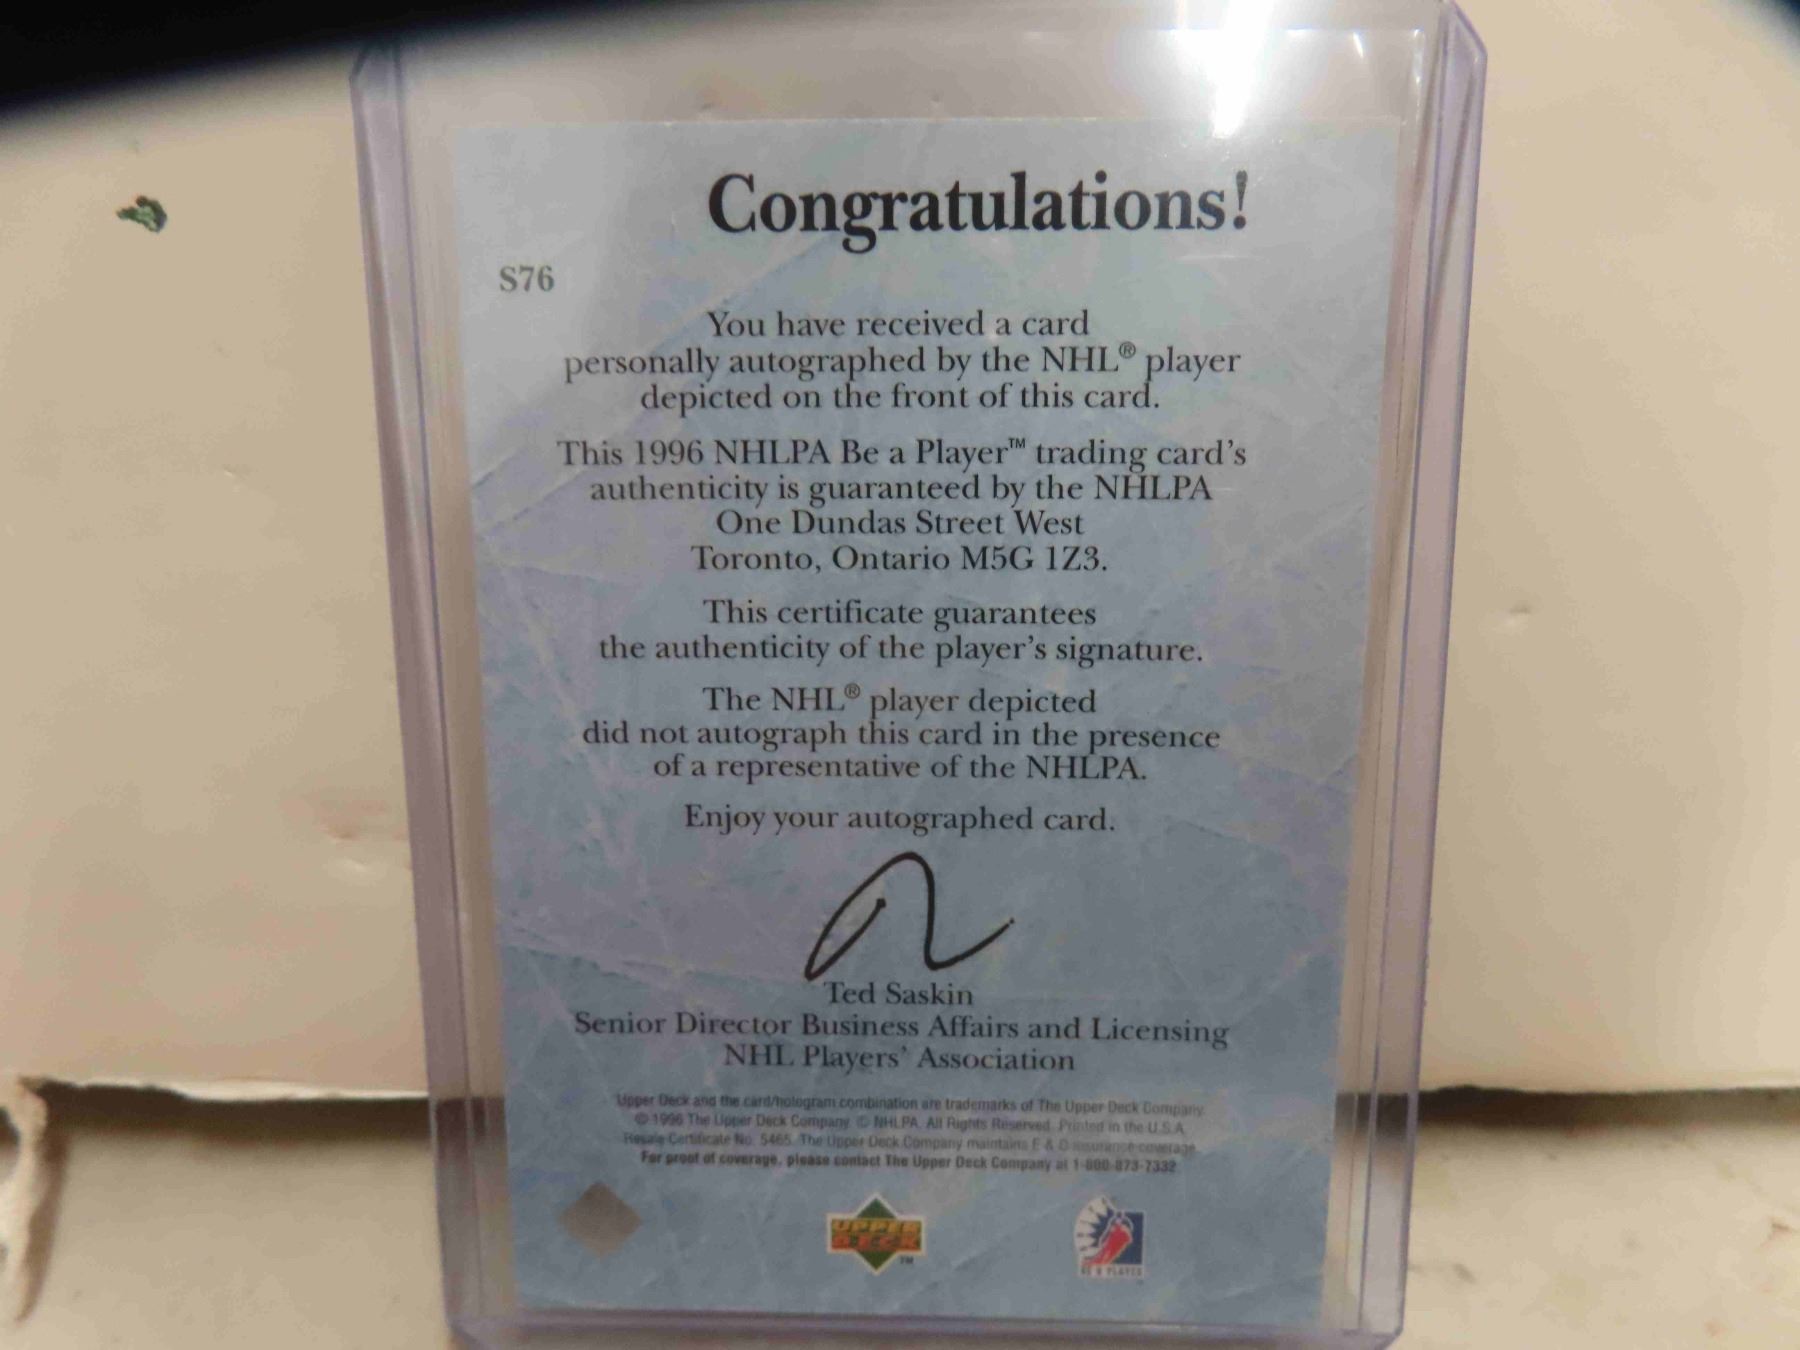 Congratulations!
S76
You have received a card
personally autographed by the NHL® player
depicted on the front of this card.
This 1996 NHLPA Be a Player™ trading card's
authenticity is guaranteed by the NHLPA
One Dundas Street West
Toronto, Ontario M5G 1Z3.
This certificate guarantees
the authenticity of the player's signature.
The NHL® player depicted
did not autograph this card in the presence
of a representative of the NHLPA.
Enjoy your autographed card.
Ted Saskin
Senior Director Business Affairs and Licensing
NHL Players' Association
Upper Deck and the card/hologram combination are trademarks of The Upper Deck Company.
© 1996 The Upper Deck Company. © NHLPA. All Rights Reserved. Printed in the U.S.A.
Resale Certificate No. 5465. The Upper Deck Company maintains E & O insurance coverage.
For proof of coverage, please contact The Upper Deck Company at 1-800-873-7332.
UPPER
DECK™
BE A PLAYER